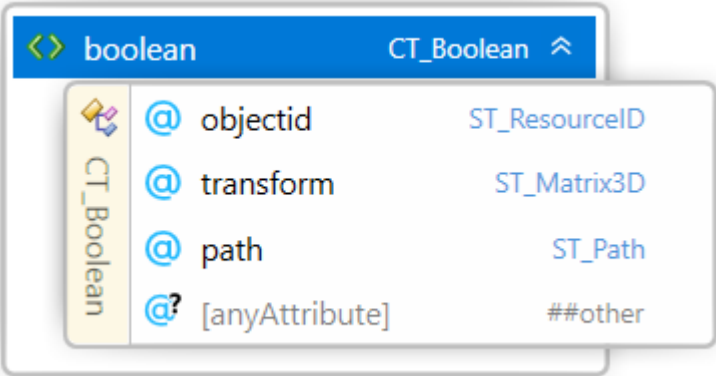 boolean CT_Boolean
CT_Boolean
@ objectid ST_ResourceID
@ transform ST_Matrix3D
@ path ST_Path
@? [anyAttribute] ##other